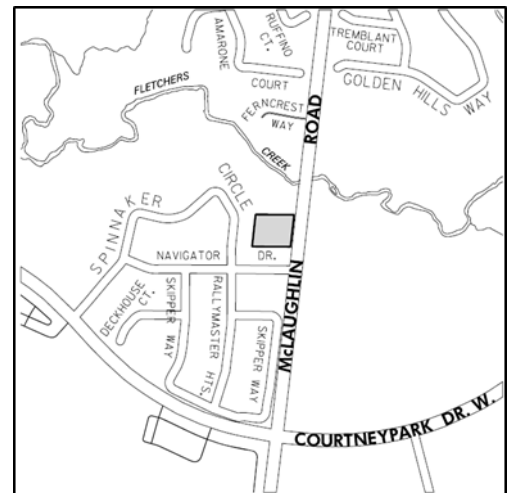 AMARONE
RUFFINO
CT.
TREMBLANT
COURT
COURT
GOLDEN HILLS WAY
FLETCHERS
FERNCREST
WAY
ROAD
CREEK
SPINNAKER
CIRCLE
NAVIGATOR
DR.
DECKHOUSE
CT.
SKIPPER WAY
RALLYMASTER HTS.
SKIPPER WAY
McLAUGHLIN
COURTNEYPARK DR. W.